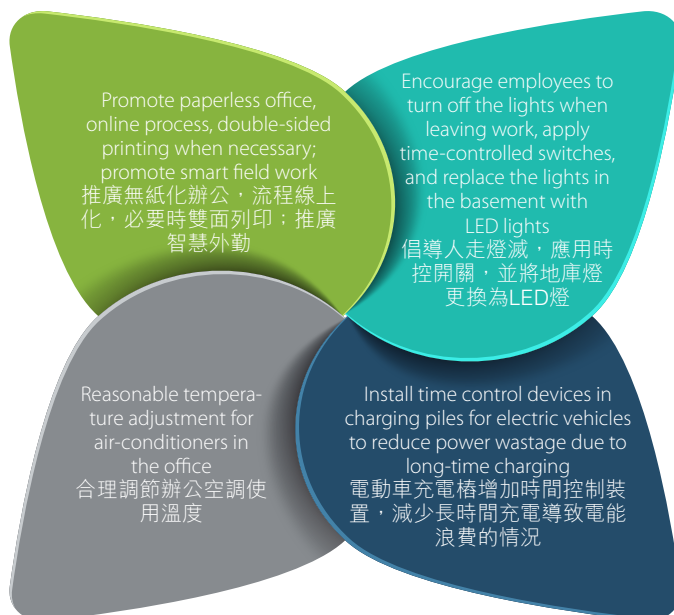 Promote paperless office,
online process, double-sided
printing when necessary;
promote smart field work
推廣無紙化辦公，流程線上
化，必要時雙面列印；推廣
智慧外勤
Encourage employees to
turn off the lights when
leaving work, apply
time-controlled switches,
and replace the lights in
the basement with
LED lights
倡導人走燈滅，應用時
控開關，並將地庫燈
更換為LED燈
Reasonable tempera-
ture adjustment for
air-conditioners in
the office
合理調節辦公空調使
用溫度
Install time control devices in
charging piles for electric vehicles
to reduce power wastage due to
long-time charging
電動車充電樁增加時間控制裝
置，減少長時間充電導致電能
浪費的情況